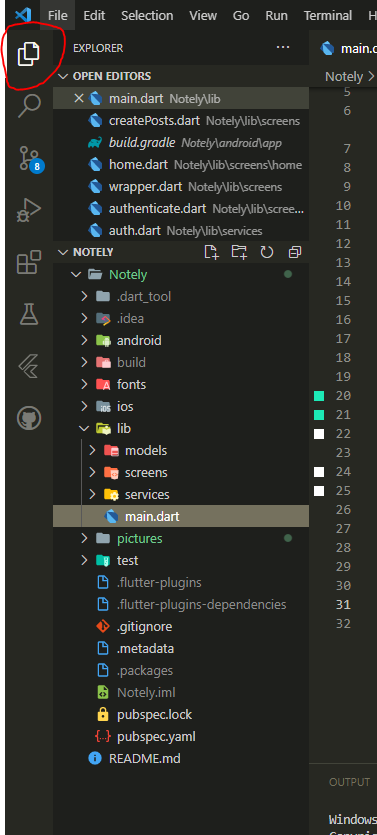 File Edit Selection View Go Run Terminal H
EXPLORER ...
main.d
OPEN EDITORS
Notely >
main.dart Notely\lib
createPosts.dart Notely\lib\screens
build.gradle Notely\android\app
home.dart Notely\lib\screens\home
wrapper.dart Notely\lib\screens
authenticate.dart Notely\lib\scree...
auth.dart Notely\lib\services
8
NOTELY
Notely
.dart_tool
.idea
android
build
fonts
ios
lib
models
screens
services
main.dart
pictures
test
.flutter-plugins
.flutter-plugins-dependencies
.gitignore
.metadata
.packages
Notely.iml
pubspec.lock
pubspec.yaml
README.md
5
6
7
8
9
10
11
12
13
14
15
16
17
18
19
20
21
22
23
24
25
26
27
28
29
30
31
32
OUTPUT
Windows